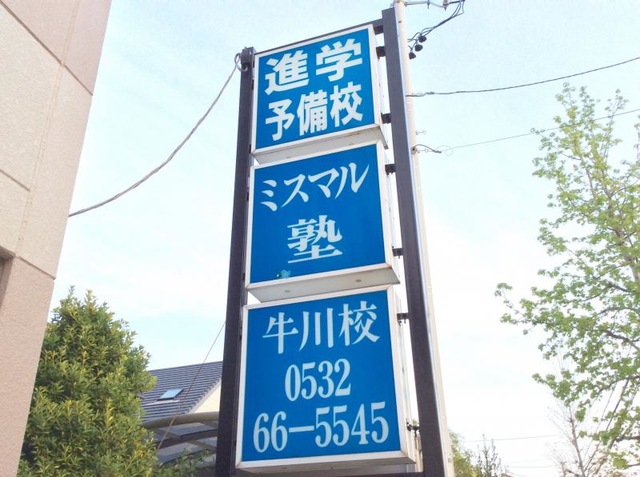 進学
予備校
ミスマル
塾
牛川校
0532
66-5545